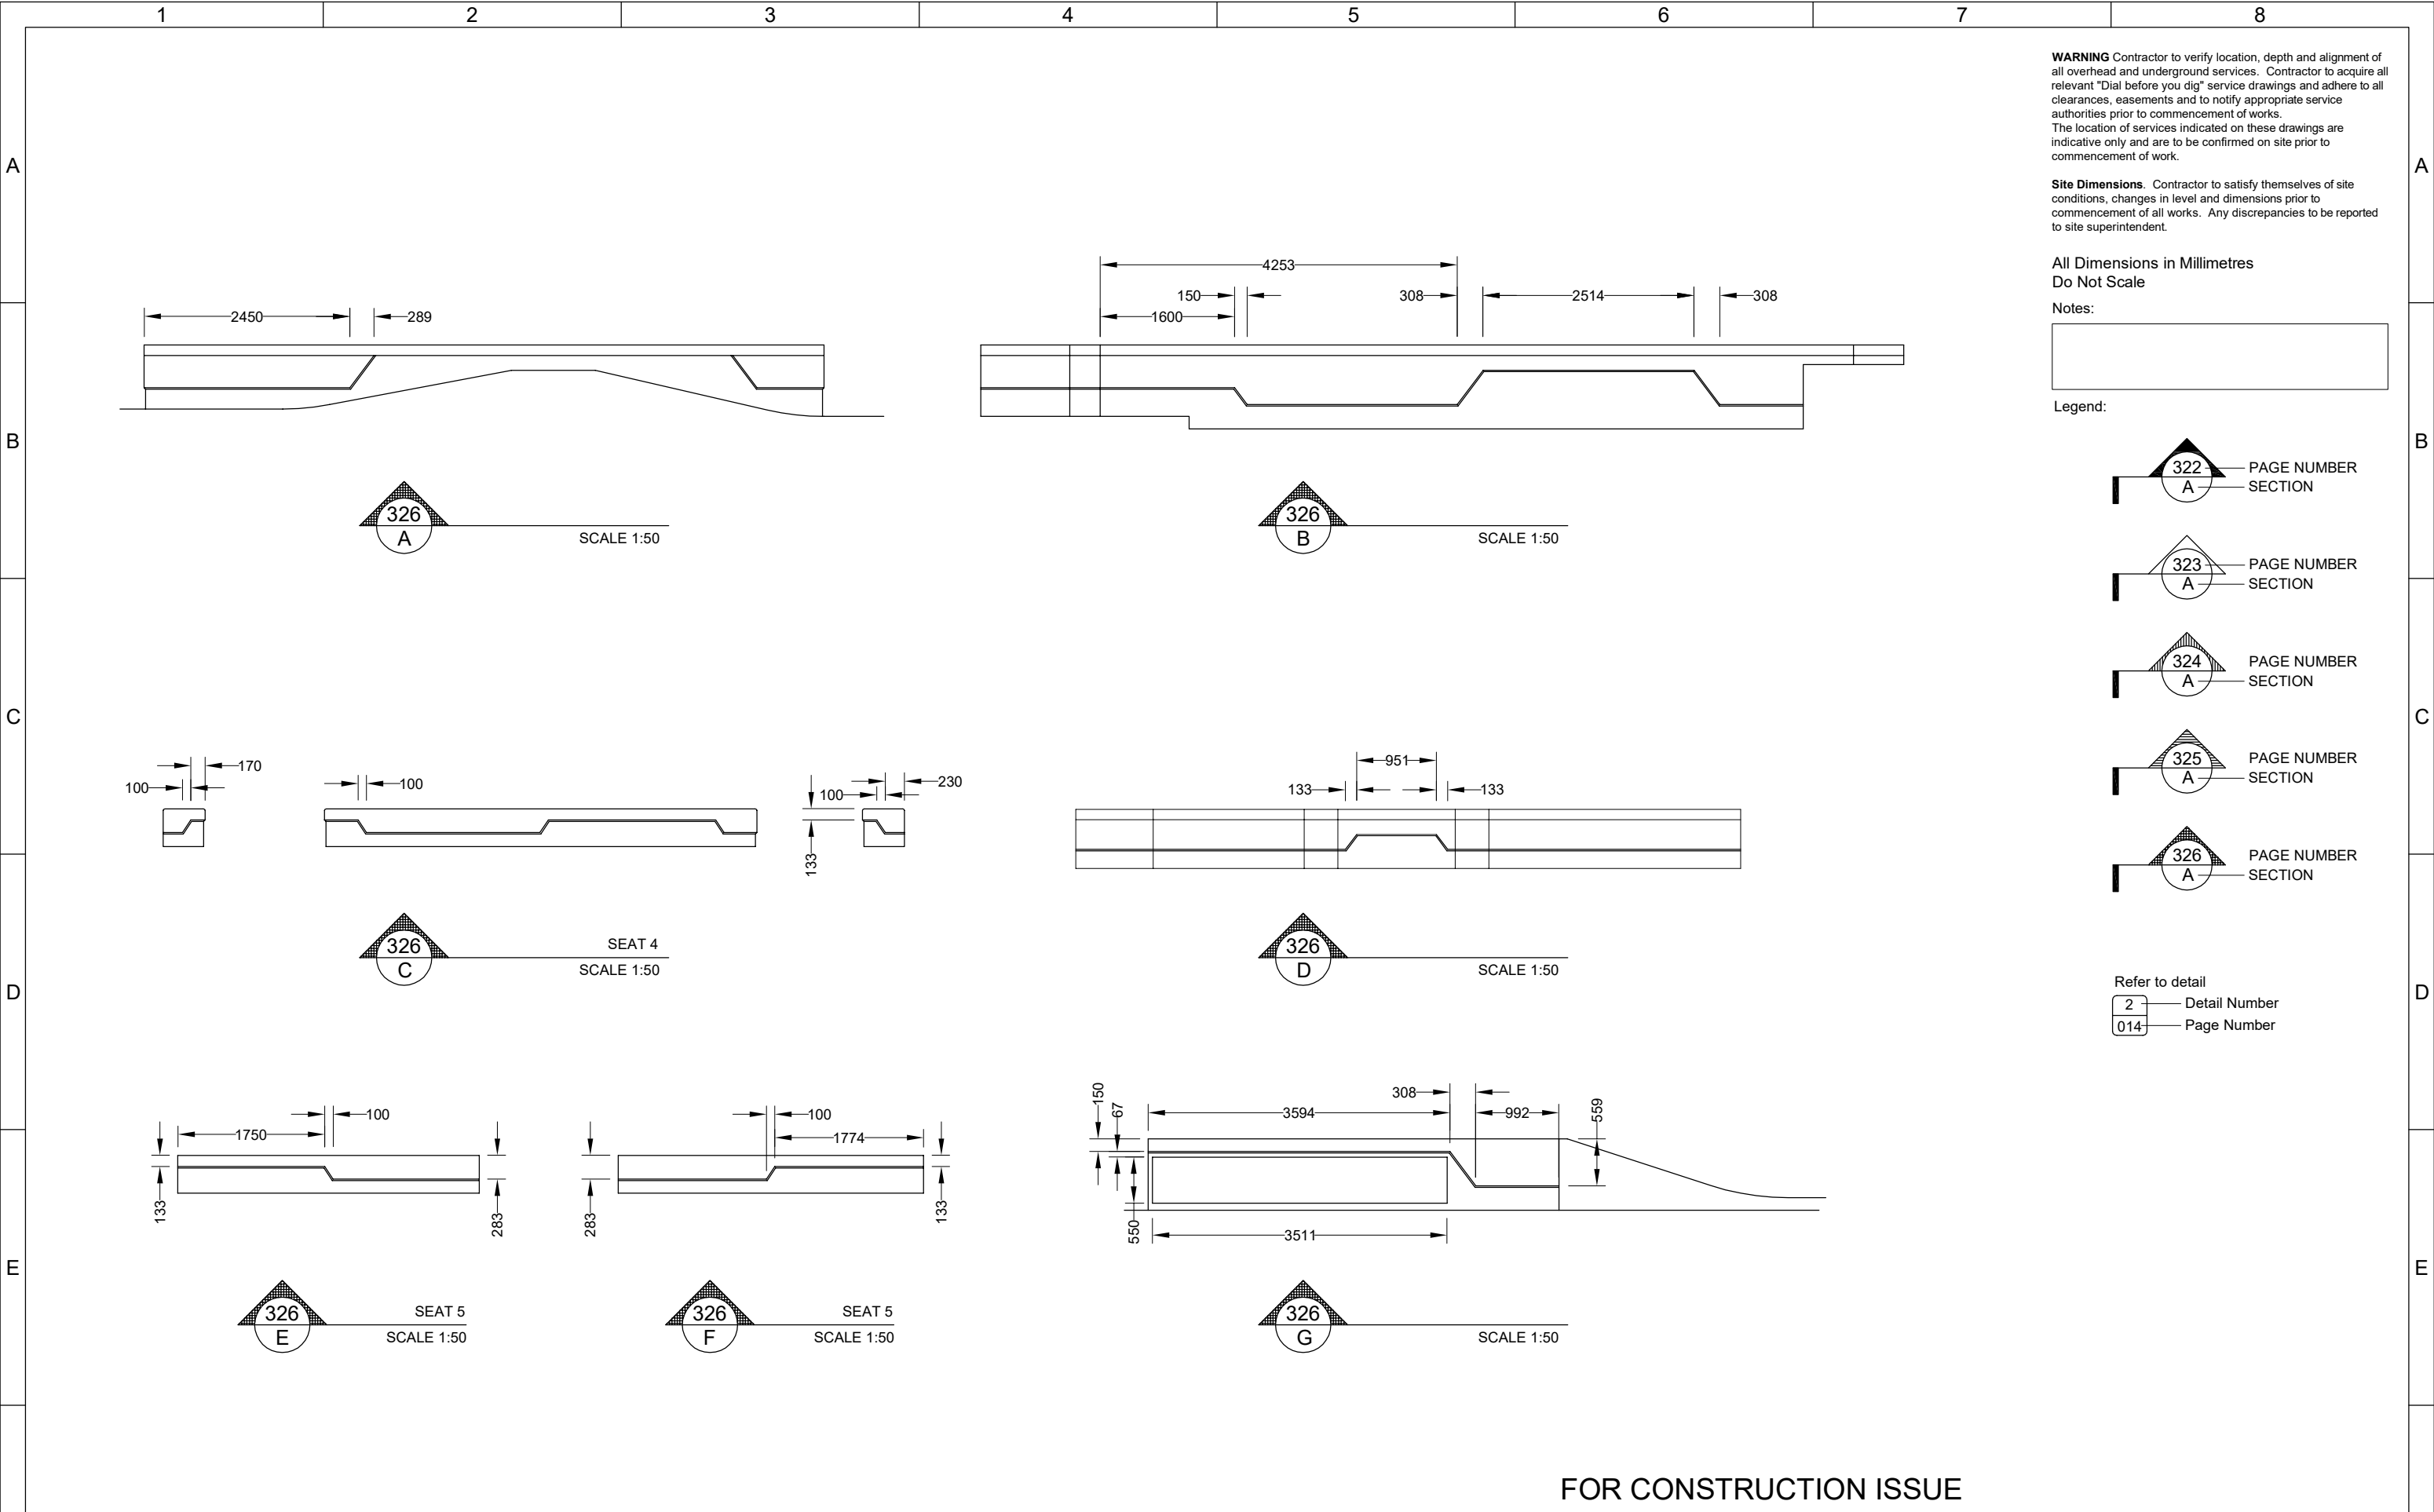 1 2 3 4 5 6 7 8
WARNING Contractor to verify location, depth and alignment of
all overhead and underground services. Contractor to acquire all
relevant "Dial before you dig" service drawings and adhere to all
clearances, easements and to notify appropriate service
authorities prior to commencement of works.
The location of services indicated on these drawings are
indicative only and are to be confirmed on site prior to
commencement of work.
A A
Site Dimensions. Contractor to satisfy themselves of site
conditions, changes in level and dimensions prior to
commencement of all works. Any discrepancies to be reported
to site superintendent.
All Dimensions in Millimetres
Do Not Scale
Notes:
Legend:
322 PAGE NUMBER
A SECTION
323 PAGE NUMBER
A SECTION
324 PAGE NUMBER
A SECTION
325 PAGE NUMBER
A SECTION
326 PAGE NUMBER
A SECTION
Refer to detail
2 Detail Number
014 Page Number
2450 289
326
A SCALE 1:50
4253
150 308 2514 308
1600
326
B SCALE 1:50
B B
C C
170
100
100
230
100
133
326 SEAT 4
C SCALE 1:50
951
133 133
326
D SCALE 1:50
D D
100
1750
133 283
326 SEAT 5
E SCALE 1:50
100
1774
283 133
326 SEAT 5
F SCALE 1:50
150 67 308 559
3594 992
550
3511
326
G SCALE 1:50
E E
FOR CONSTRUCTION ISSUE